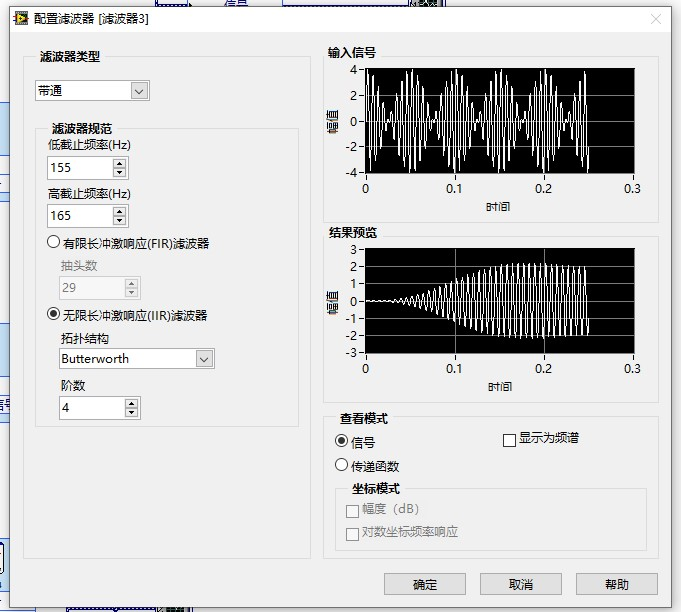 配置滤波器 [滤波器3]
滤波器类型
带通
滤波器规范
低截止频率(Hz)
155
高截止频率(Hz)
165
有限长冲激响应(FIR)滤波器
抽头数
29
无限长冲激响应(IIR)滤波器
拓扑结构
Butterworth
阶数
4
输入信号
幅值
4
2
0
-2
-4
0
0.1
0.2
0.3
时间
结果预览
幅值
3
2
1
0
-1
-2
-3
0
0.1
0.2
0.3
时间
查看模式
信号
显示为频谱
传递函数
坐标模式
幅度（dB）
对数坐标频率响应
确定
取消
帮助